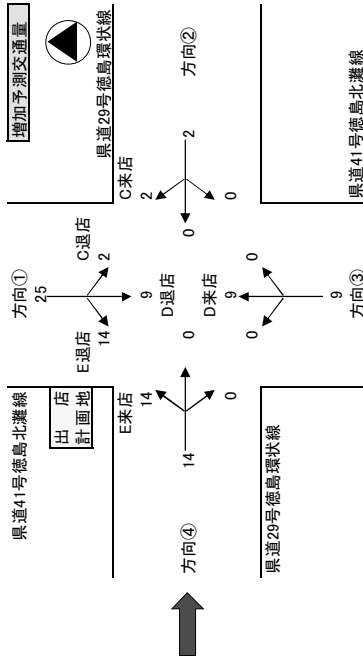 増加予測交通量
県道41号徳島北灘線
出店
計画地
方向①
25
E退店
14
9
D退店
C退店
2
県道29号徳島環状線
方向④
14
E来店
14
0
0
方向②
2
C来店
2
0
0
県道29号徳島環状線
方向③
9
D来店
9
0
0
県道41号徳島北灘線